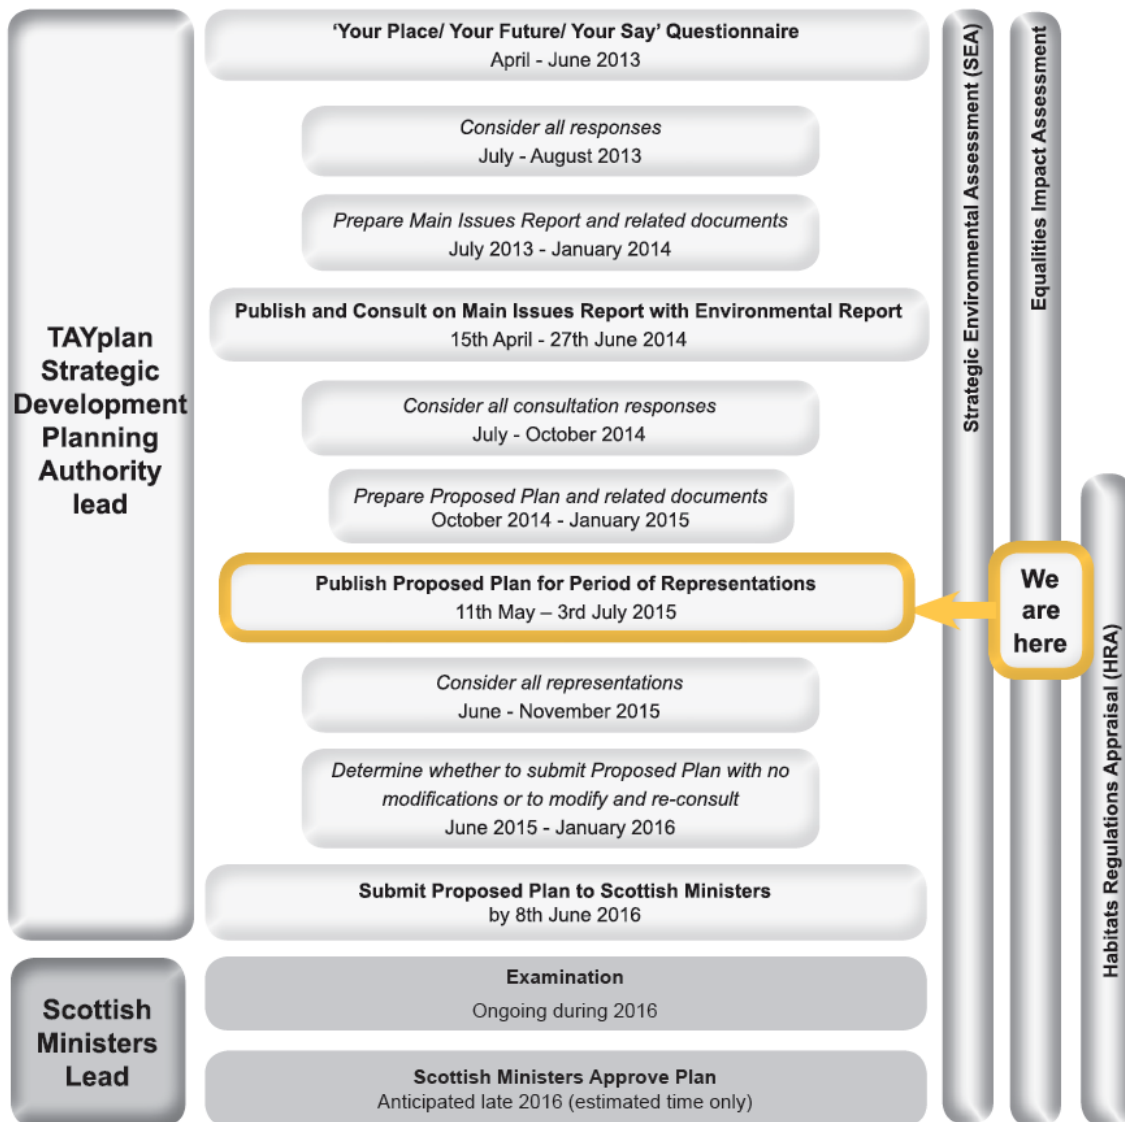 TAYplan
Strategic
Development
Planning
Authority
lead
‘Your Place/ Your Future/ Your Say’ Questionnaire
April - June 2013
Consider all responses
July - August 2013
Prepare Main Issues Report and related documents
July 2013 - January 2014
Publish and Consult on Main Issues Report with Environmental Report
15th April - 27th June 2014
Consider all consultation responses
July - October 2014
Prepare Proposed Plan and related documents
October 2014 - January 2015
Publish Proposed Plan for Period of Representations
11th May – 3rd July 2015
Consider all representations
June - November 2015
Determine whether to submit Proposed Plan with no
modifications or to modify and re-consult
June 2015 - January 2016
Submit Proposed Plan to Scottish Ministers
by 8th June 2016
Scottish
Ministers
Lead
Examination
Ongoing during 2016
Scottish Ministers Approve Plan
Anticipated late 2016 (estimated time only)
Strategic Environmental Assessment (SEA)
Equalities Impact Assessment
We
are
here
Habitats Regulations Appraisal (HRA)